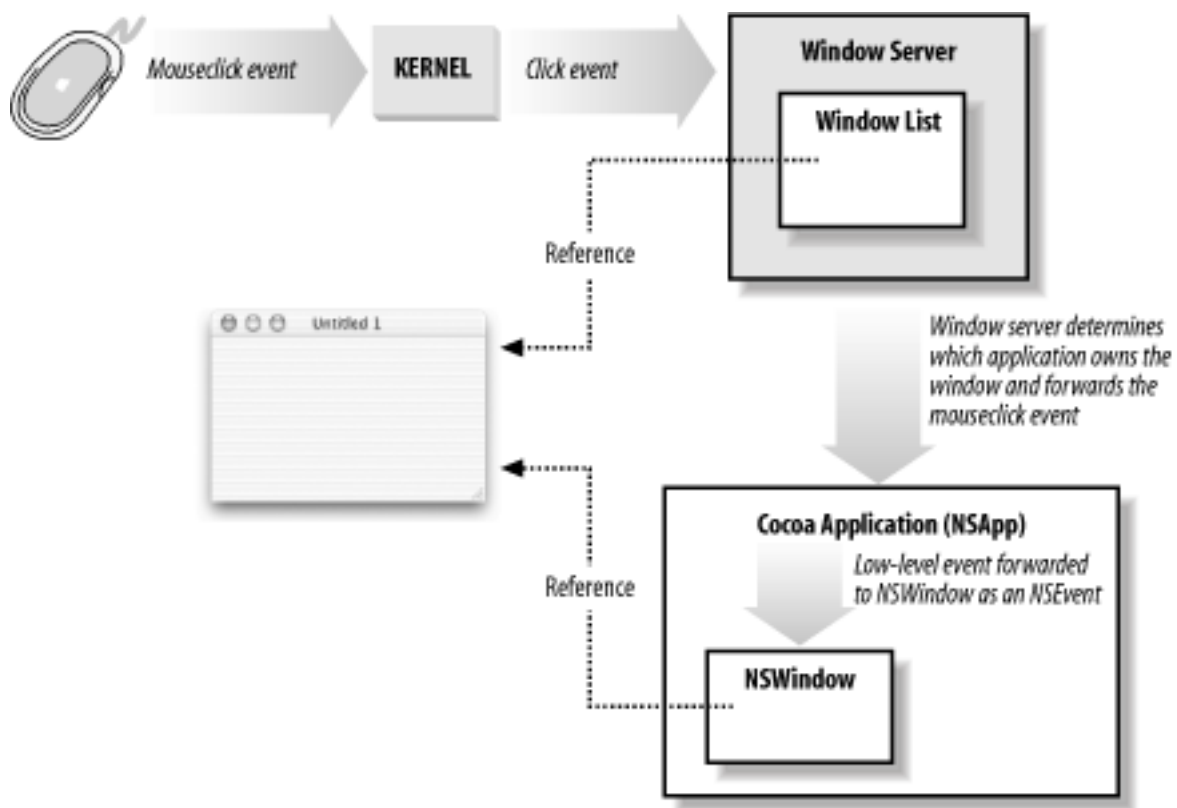 Mouseclick event
KERNEL
Click event
Window Server
Window List
Reference
Untitled 1
Window server determines
which application owns the
window and forwards the
mouseclick event
Cocoa Application (NSApp)
Low-level event forwarded
to NSWindow as an NSEvent
Reference
NSWindow